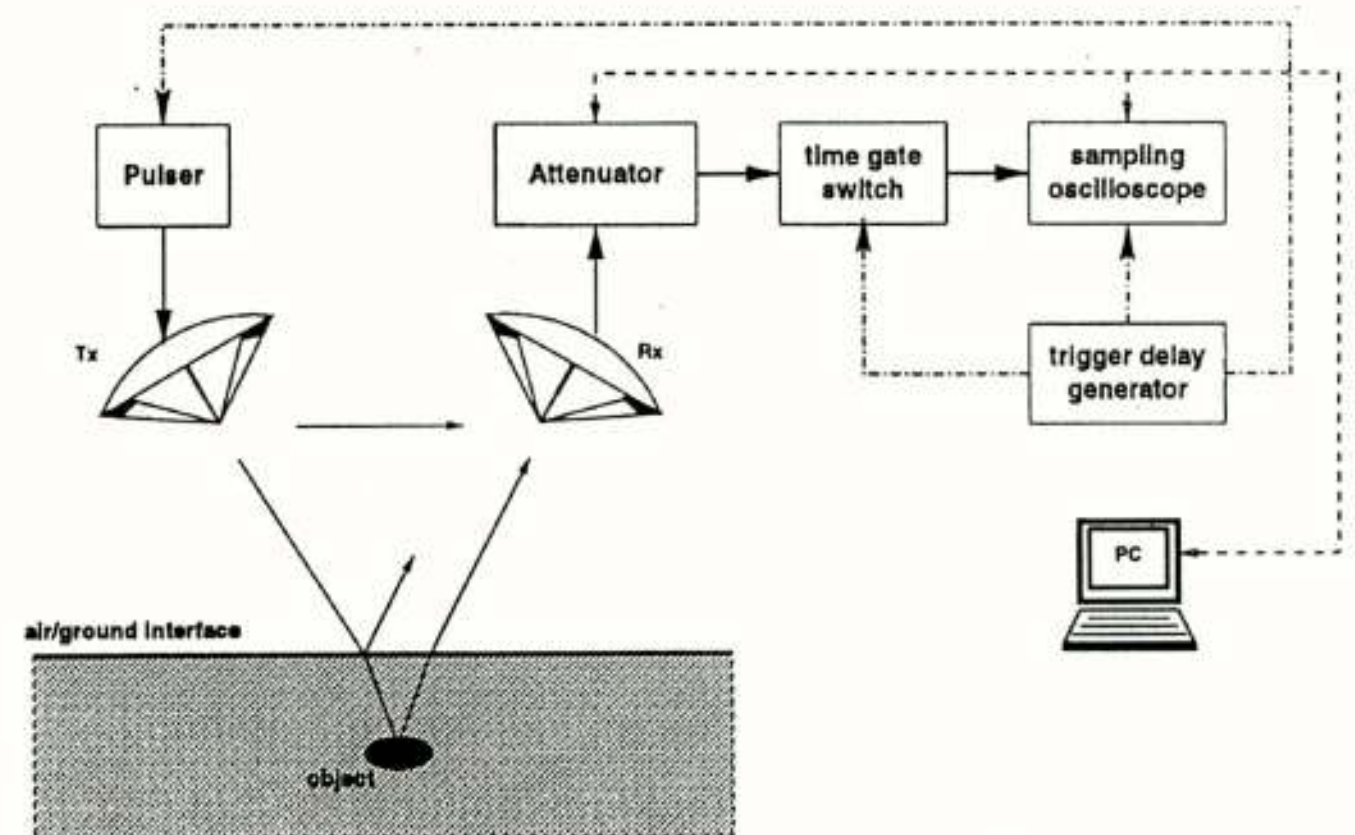 Pulser
Attenuator
time gate
switch
sampling
oscilloscope
Tx
Rx
trigger delay
generator
PC
air/ground interface
object